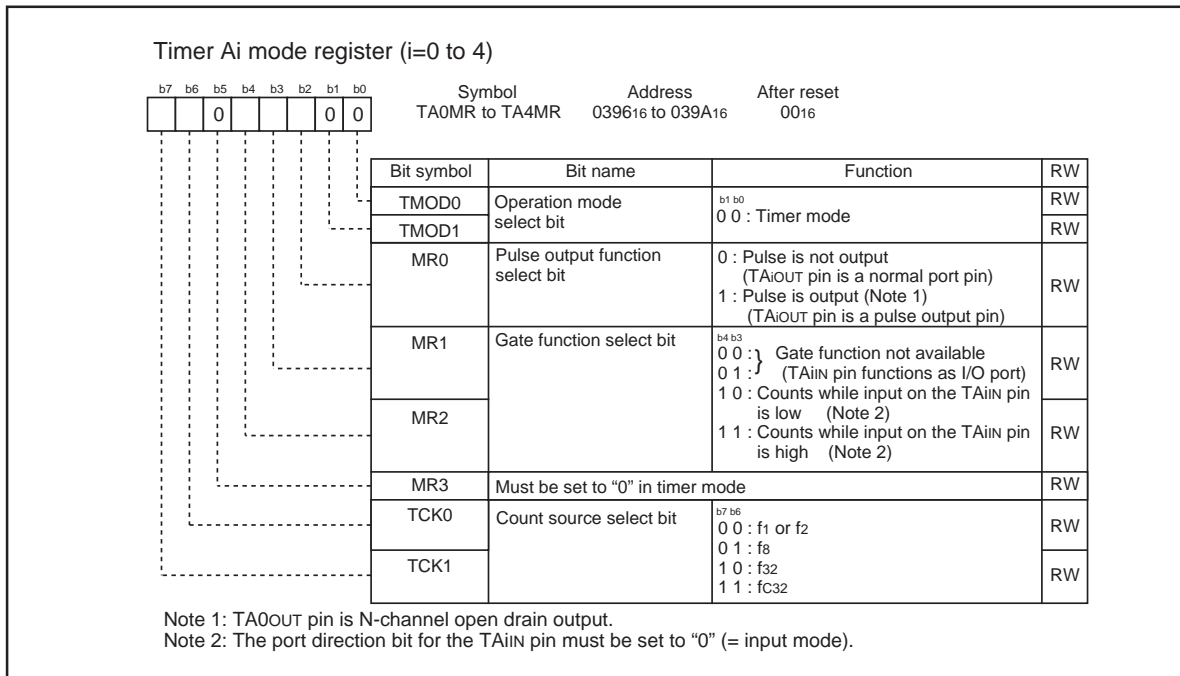 Timer Ai mode register (i=0 to 4)
b7 b6 b5 b4 b3 b2 b1 b0
0 0 0
Symbol Address After reset
TA0MR to TA4MR 039616 to 039A16 0016
Bit symbol Bit name Function RW
TMOD0 Operation mode select bit b1 b0 RW
0 0 : Timer mode
TMOD1 RW
MR0 Pulse output function select bit 0 : Pulse is not output
(TAiOUT pin is a normal port pin)
1 : Pulse is output (Note 1)
(TAiOUT pin is a pulse output pin)
RW
MR1 Gate function select bit b4 b3
0 0 : } Gate function not available
0 1 : (TAiIN pin functions as I/O port)
RW
1 0 : Counts while input on the TAiIN pin
is low (Note 2)
MR2
1 1 : Counts while input on the TAiIN pin
is high (Note 2)
RW
MR3 Must be set to “0” in timer mode RW
TCK0 Count source select bit b7 b6
0 0 : f1 or f2
RW
0 1 : f8
TCK1 1 0 : f32
1 1 : fC32
RW
Note 1: TA0OUT pin is N-channel open drain output.
Note 2: The port direction bit for the TAiIN pin must be set to “0” (= input mode).